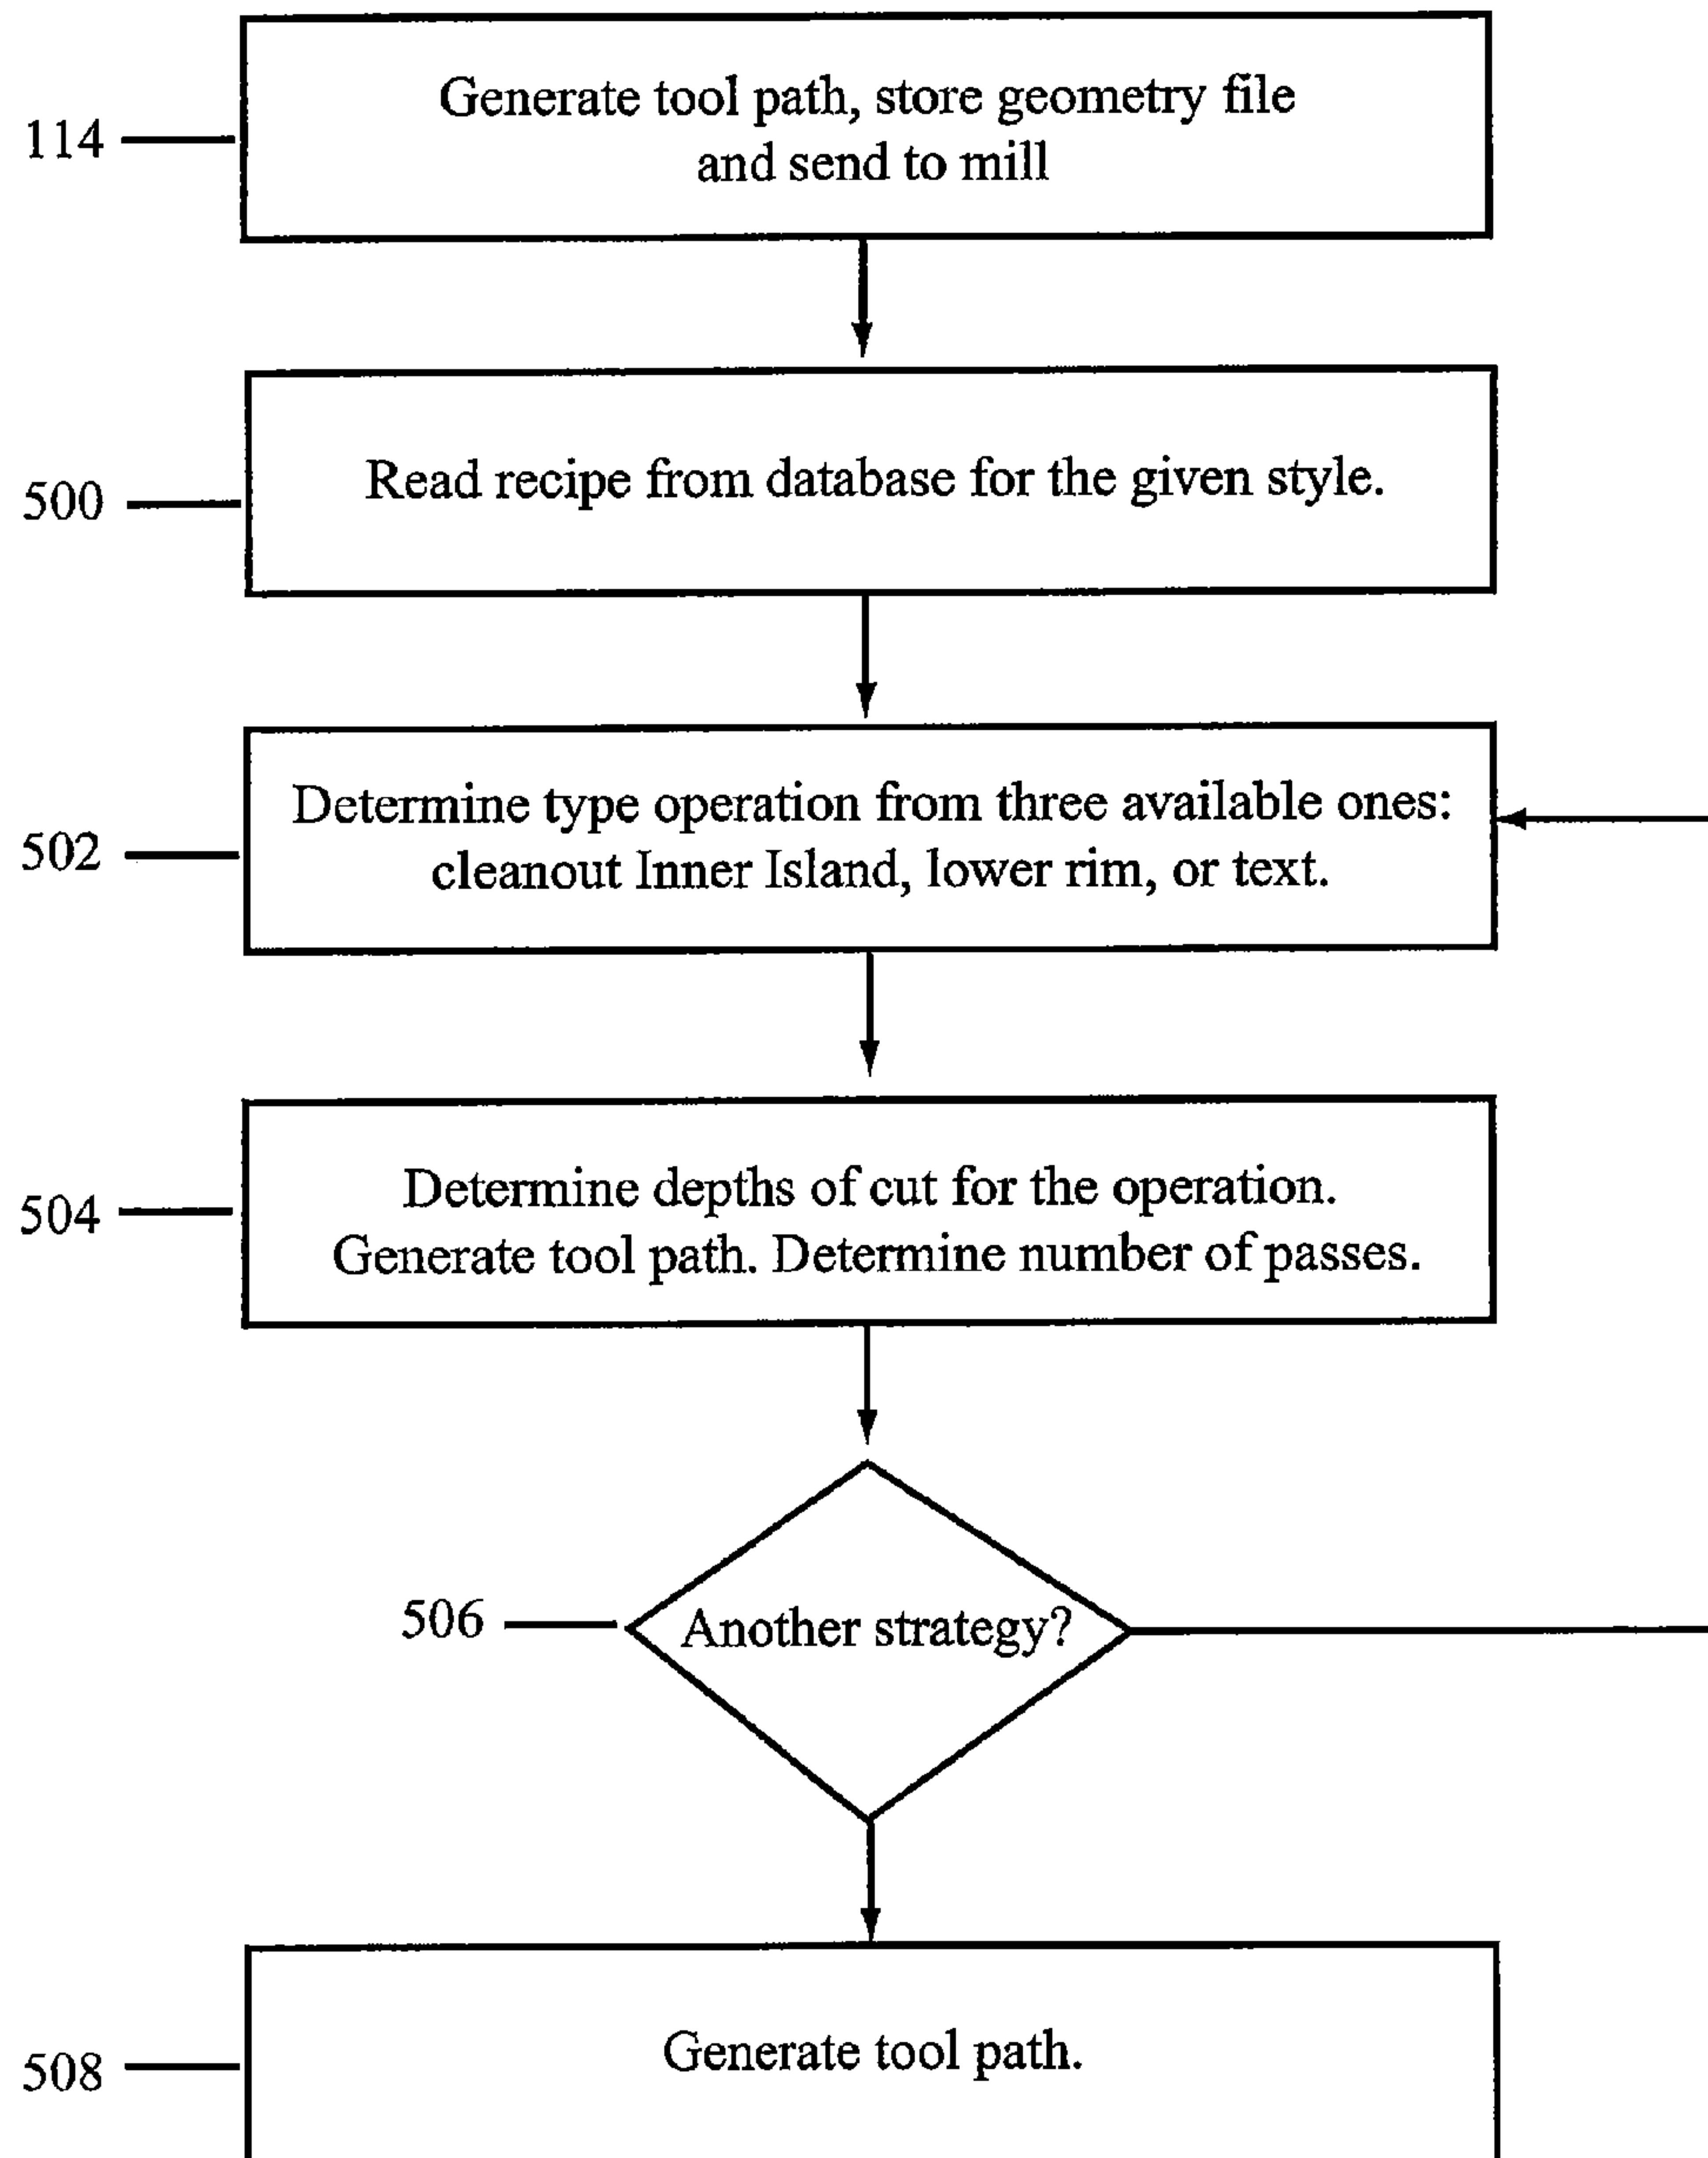 Generate tool path, store geometry file
and send to mill
114
Read recipe from database for the given style.
500
Determine type operation from three available ones:
cleanout Inner Island, lower rim, or text.
502
Determine depths of cut for the operation.
Generate tool path. Determine number of passes.
504
Another strategy?
506
Generate tool path.
508